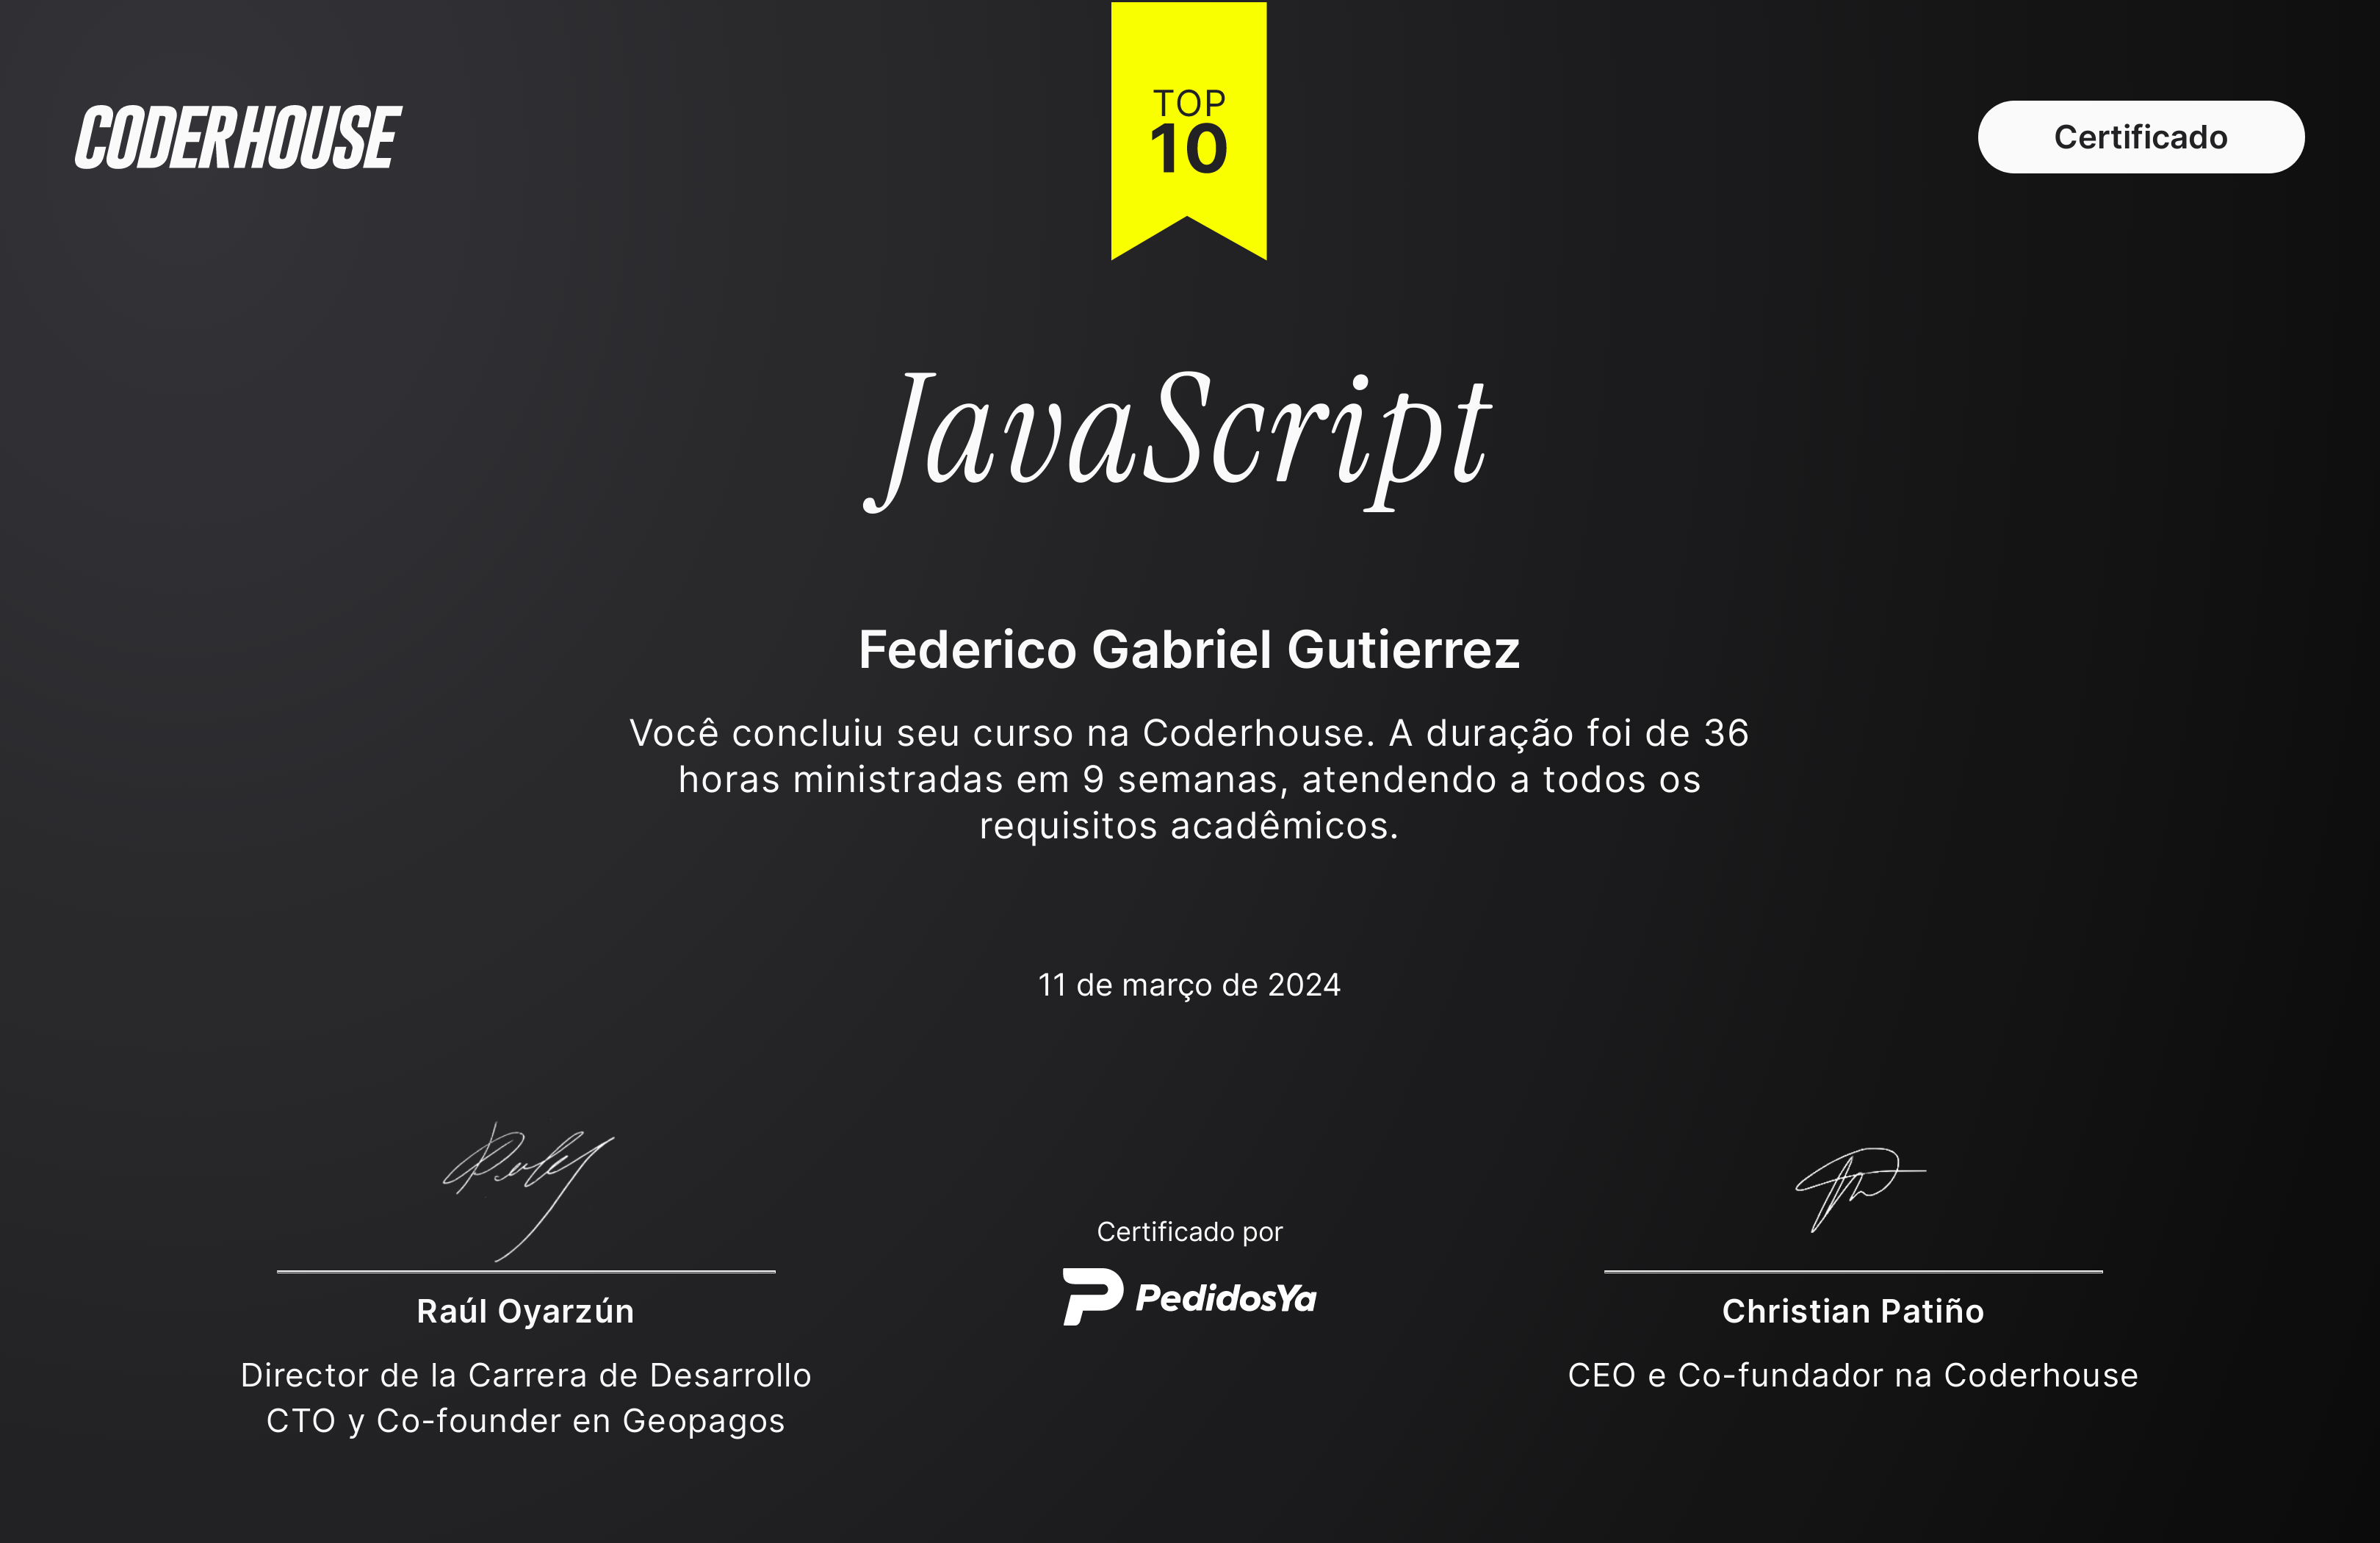 CODERHOUSE
TOP
10
Certificado
JavaScript
Federico Gabriel Gutierrez
Você concluiu seu curso na Coderhouse. A duração foi de 36
horas ministradas em 9 semanas, atendendo a todos os
requisitos acadêmicos.
11 de março de 2024
Raúl Oyarzún
Director de la Carrera de Desarrollo
CTO y Co-founder en Geopagos
Certificado por
PedidosYa
Christian Patiño
CEO e Co-fundador na Coderhouse